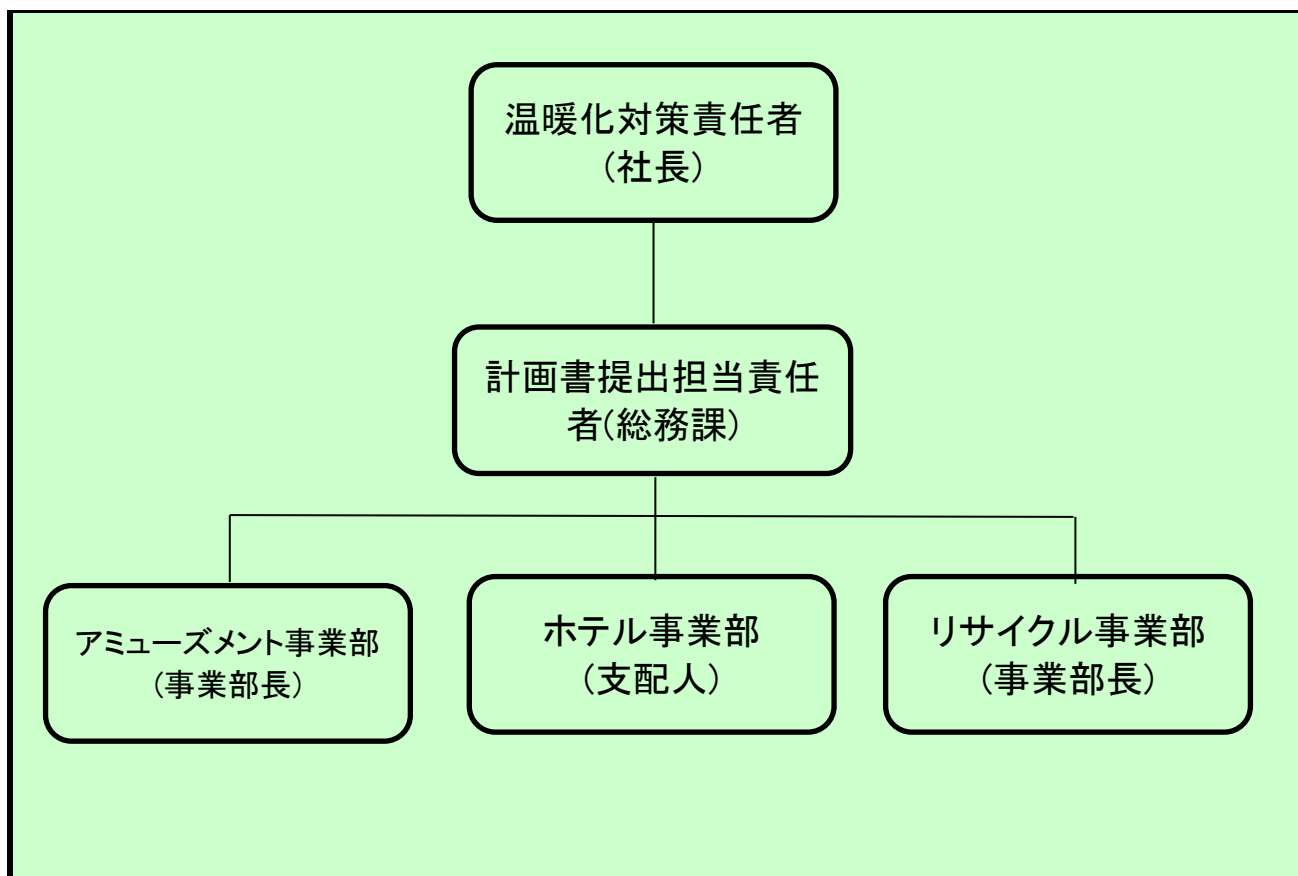 温暖化対策責任者
(社長)
計画書提出担当責任
者(総務課)
アミューズメント事業部
(事業部長)
ホテル事業部
(支配人)
リサイクル事業部
(事業部長)